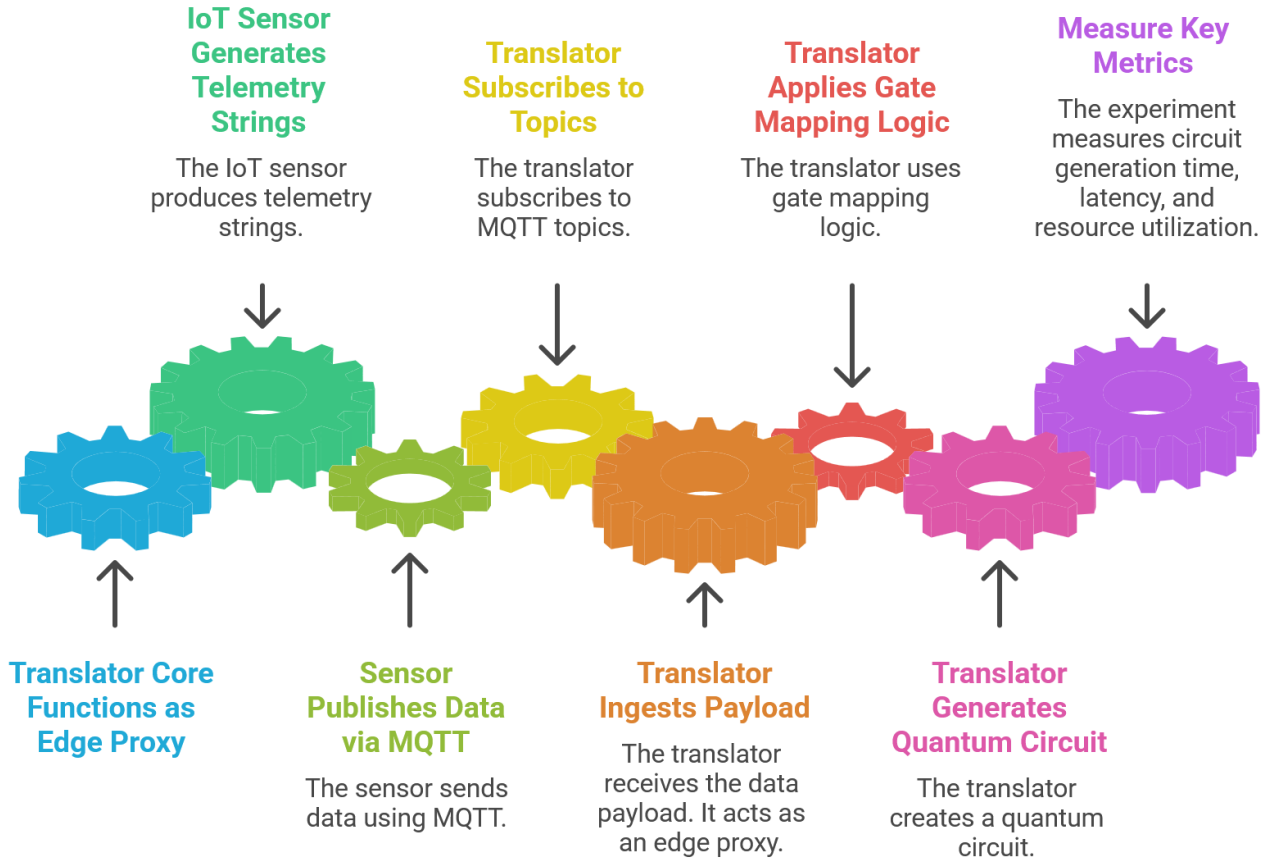 IoT Sensor
Generates
Telemetry
Strings
The IoT sensor
produces telemetry
strings.
Translator
Subscribes to
Topics
The translator
subscribes to
MQTT topics.
Translator
Applies Gate
Mapping Logic
The translator uses
gate mapping
logic.
Measure Key
Metrics
The experiment
measures circuit
generation time,
latency, and
resource utilization.
Translator Core
Functions as
Edge Proxy
Sensor
Publishes Data
via MQTT
The sensor sends
data using MQTT.
Translator
Ingests Payload
The translator
receives the data
payload. It acts as
an edge proxy.
Translator
Generates
Quantum Circuit
The translator
creates a quantum
circuit.